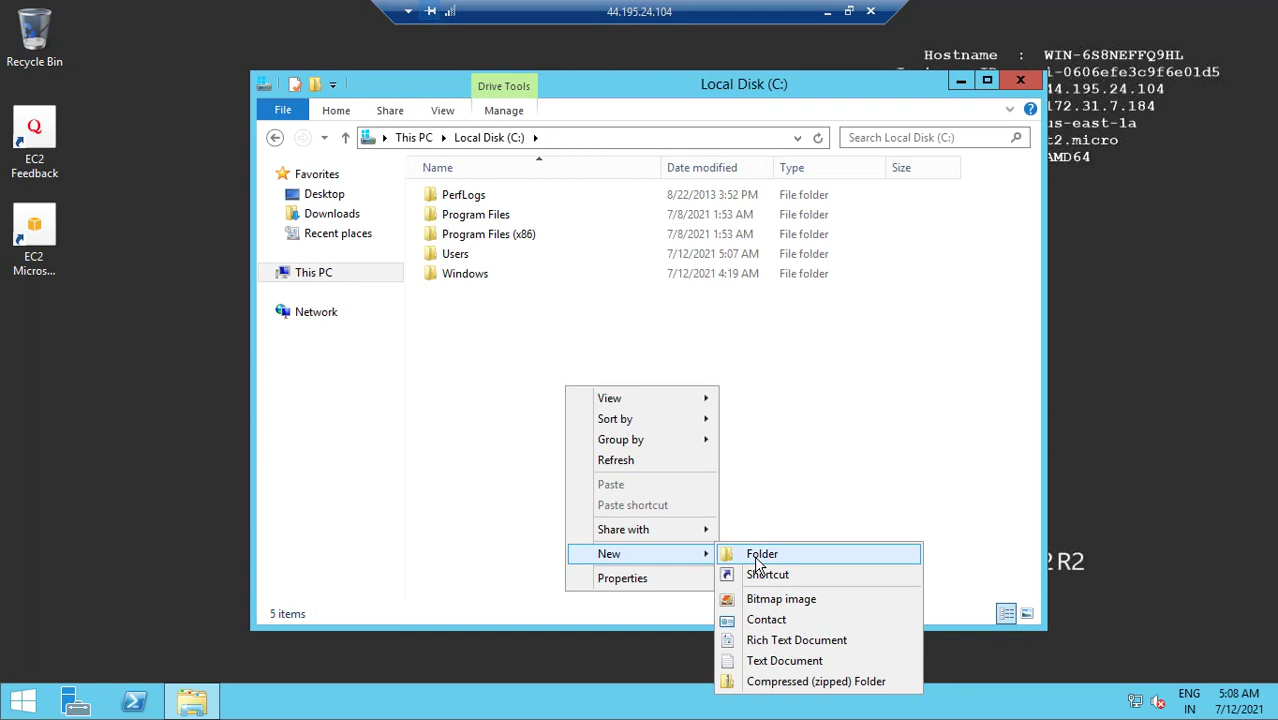 44.195.24.104
Recycle Bin
Hostname : WIN-6S8NEFFQ9HL
-0606efe3c9f6e01d5
44.195.24.104
172.31.7.184
us-east-1a
t2.micro
AMD64
Drive Tools
Local Disk (C:)
File Home Share View Manage
This PC Local Disk (C:)
Search Local Disk (C:)
EC2
Feedback
EC2
Micros...
Favorites
Desktop
Downloads
Recent places
This PC
Network
Name Date modified Type Size
PerfLogs 8/22/2013 3:52 PM File folder
Program Files 7/8/2021 1:53 AM File folder
Program Files (x86) 7/8/2021 1:53 AM File folder
Users 7/12/2021 5:07 AM File folder
Windows 7/12/2021 4:19 AM File folder
View
Sort by
Group by
Refresh
Paste
Paste shortcut
Share with
New
Properties
Folder
Shortcut
Bitmap image
Contact
Rich Text Document
Text Document
Compressed (zipped) Folder
2 R2
5 items
ENG
IN
5:08 AM
7/12/2021